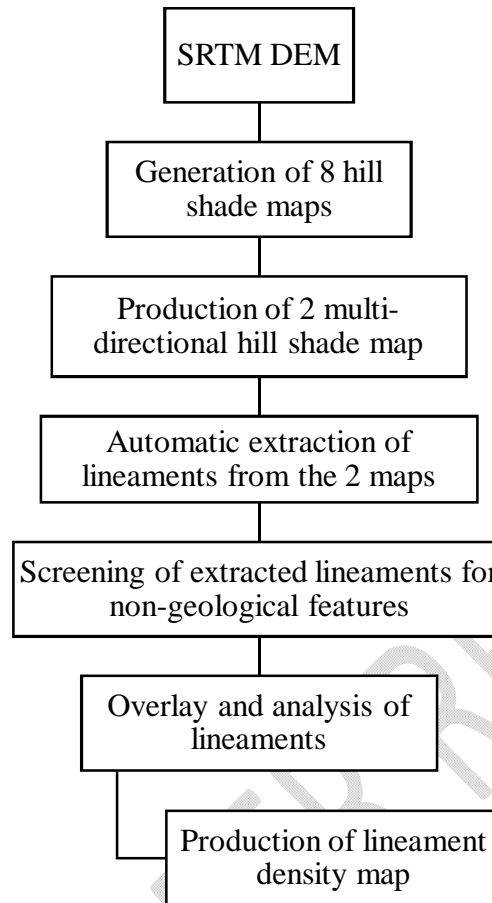 SRTM DEM
Generation of 8 hill
shade maps
Production of 2 multi-
directional hill shade map
Automatic extraction of
lineaments from the 2 maps
Screening of extracted lineaments for
non-geological features
Overlay and analysis of
lineaments
Production of lineament
density map